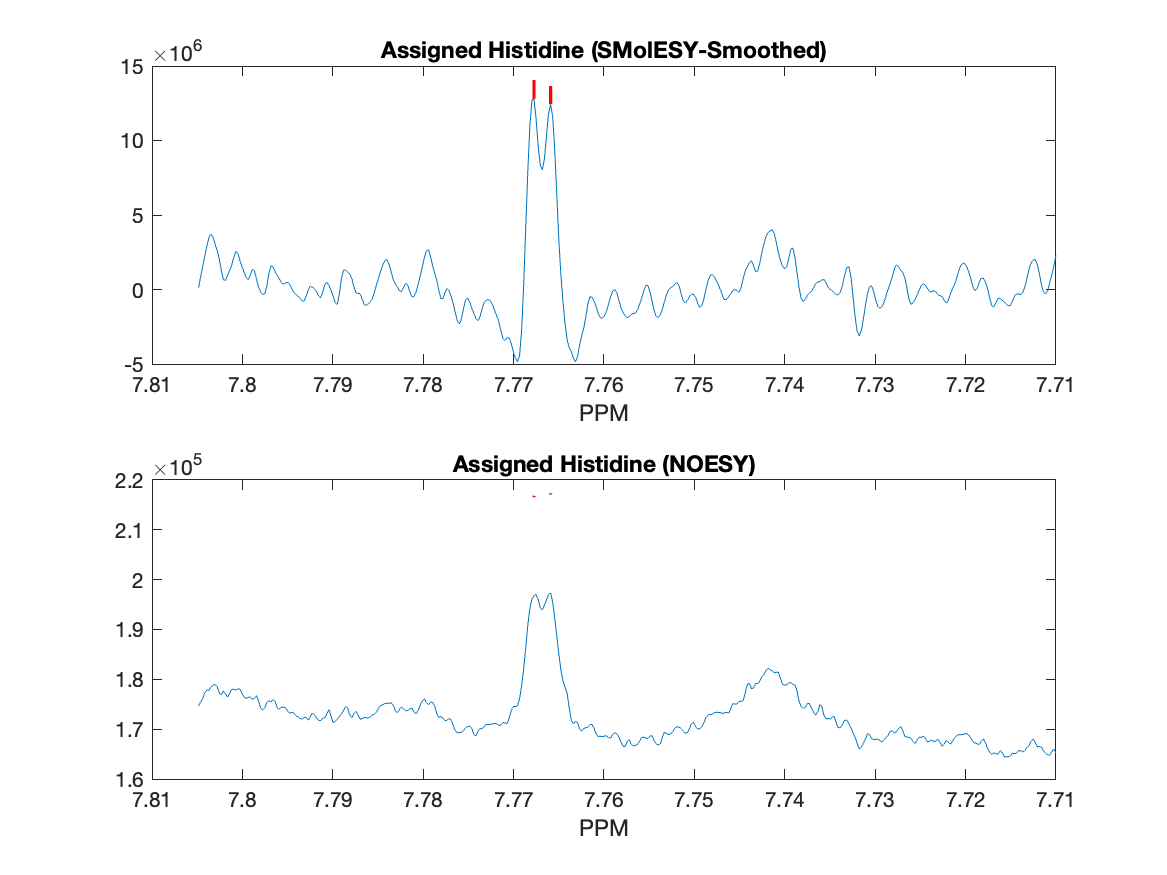 Assigned Histidine (SMolESY-Smoothed)
×10⁶
15
10
5
0
-5
7.81 7.8 7.79 7.78 7.77 7.76 7.75 7.74 7.73 7.72 7.71
PPM
Assigned Histidine (NOESY)
×10⁵
2.2
2.1
2
1.9
1.8
1.7
1.6
7.81 7.8 7.79 7.78 7.77 7.76 7.75 7.74 7.73 7.72 7.71
PPM